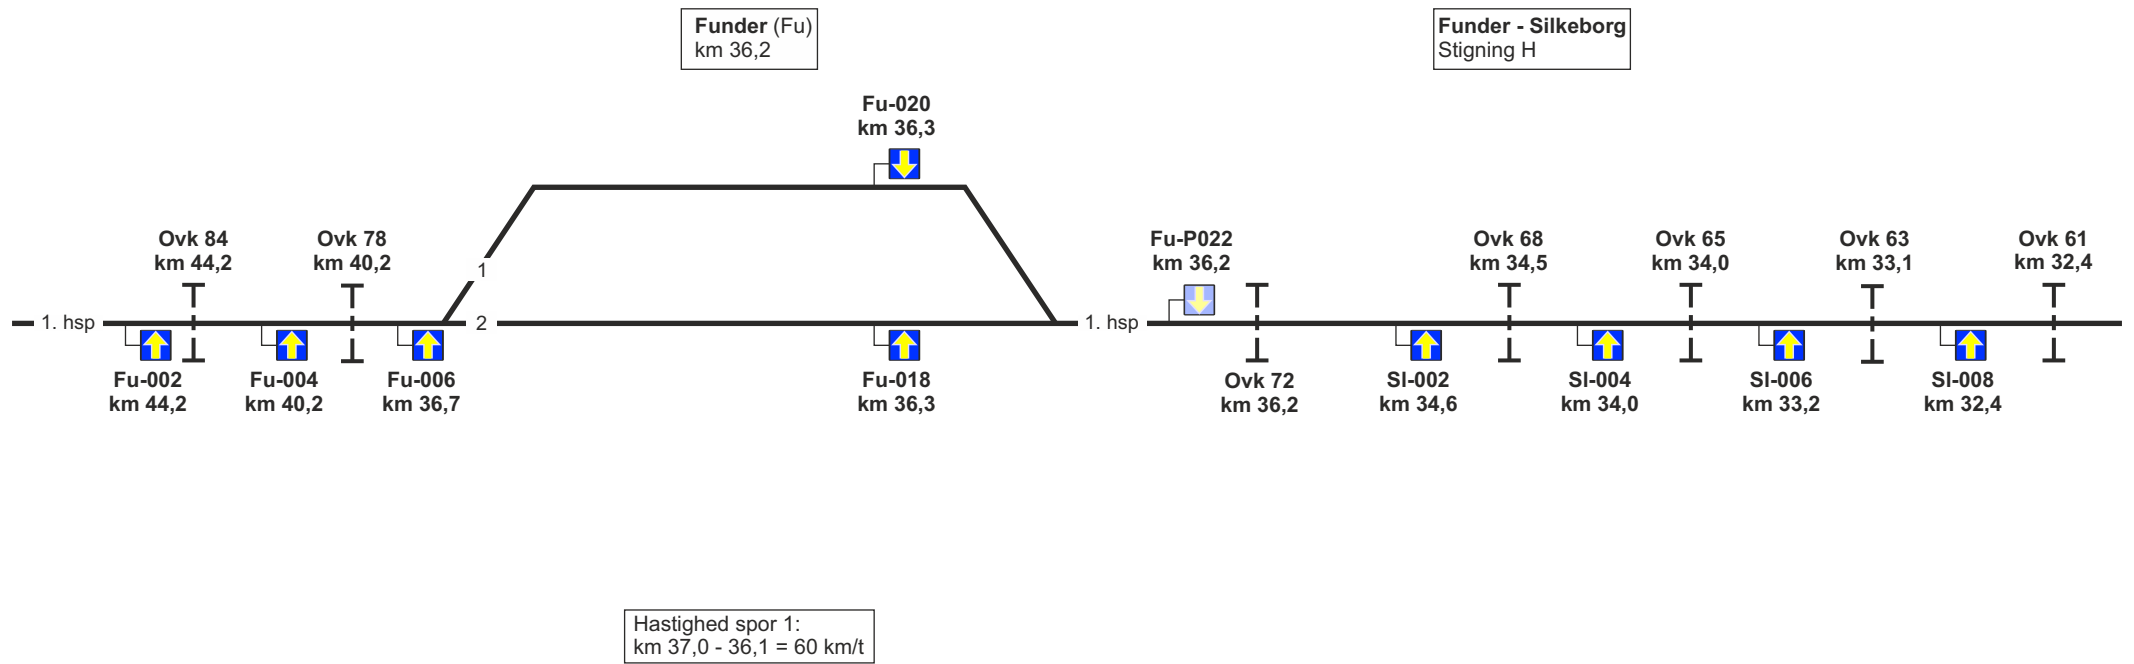 Funder (Fu)
km 36,2
Funder - Silkeborg
Stigning H
Fu-020
km 36,3
Ovk 84
km 44,2
Ovk 78
km 40,2
Fu-P022
km 36,2
Ovk 68
km 34,5
Ovk 65
km 34,0
Ovk 63
km 33,1
Ovk 61
km 32,4
1
1. hsp
2
1. hsp
Fu-002
km 44,2
Fu-004
km 40,2
Fu-006
km 36,7
Fu-018
km 36,3
Ovk 72
km 36,2
SI-002
km 34,6
SI-004
km 34,0
SI-006
km 33,2
SI-008
km 32,4
Hastighed spor 1:
km 37,0 - 36,1 = 60 km/t